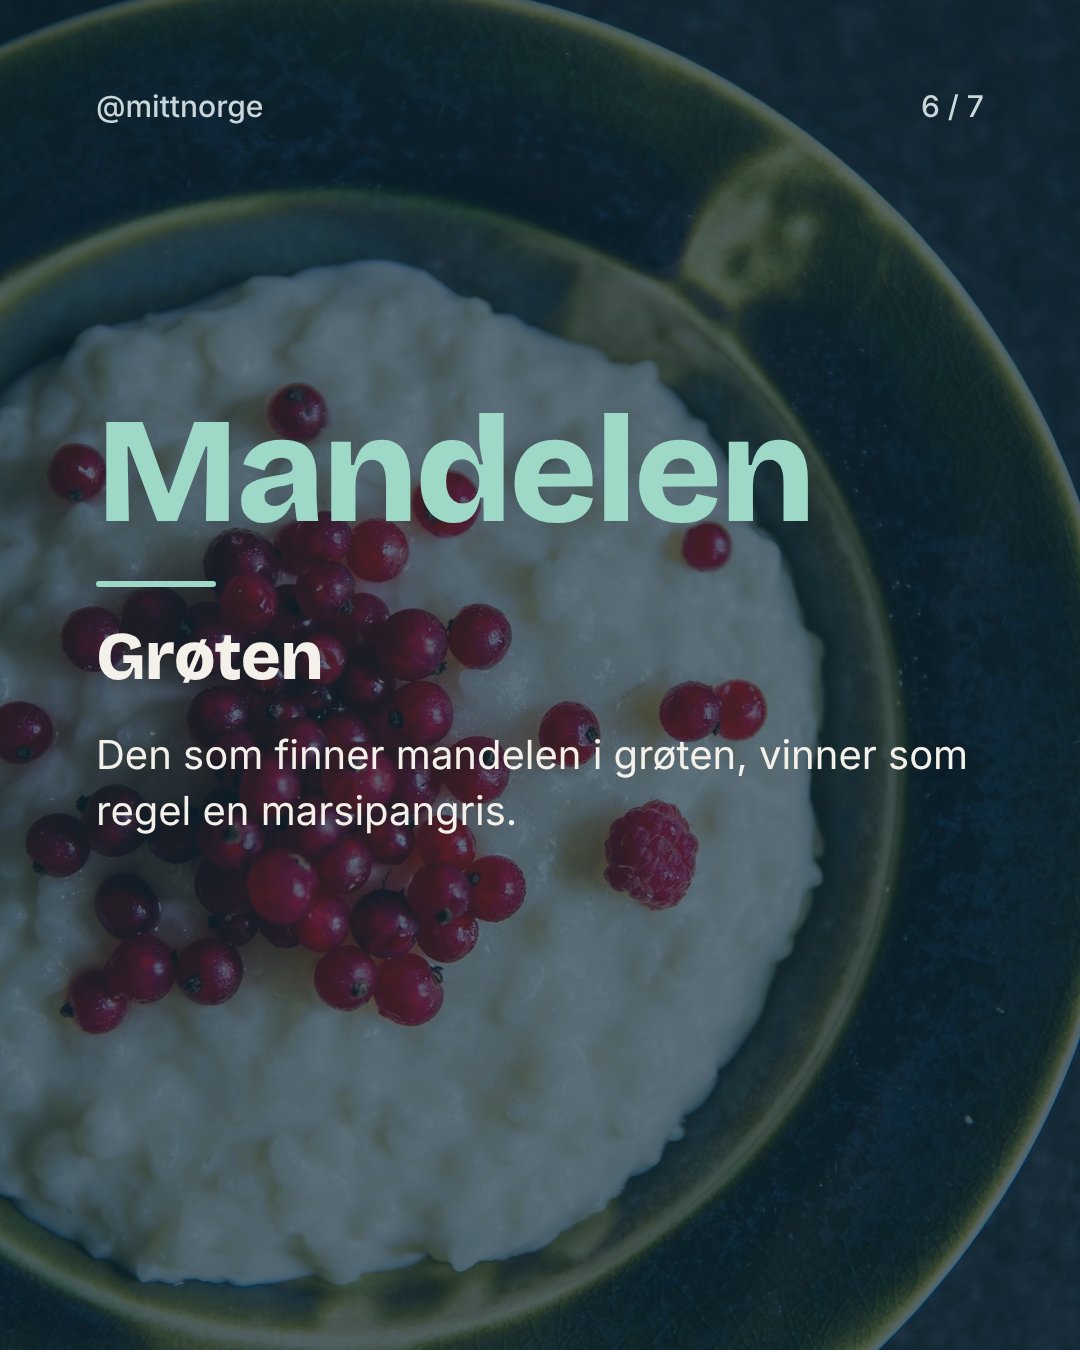 @mittnorge
6 / 7
Mandelen
Grøten
Den som finner mandelen i grøten, vinner som
regel en marsipangris.